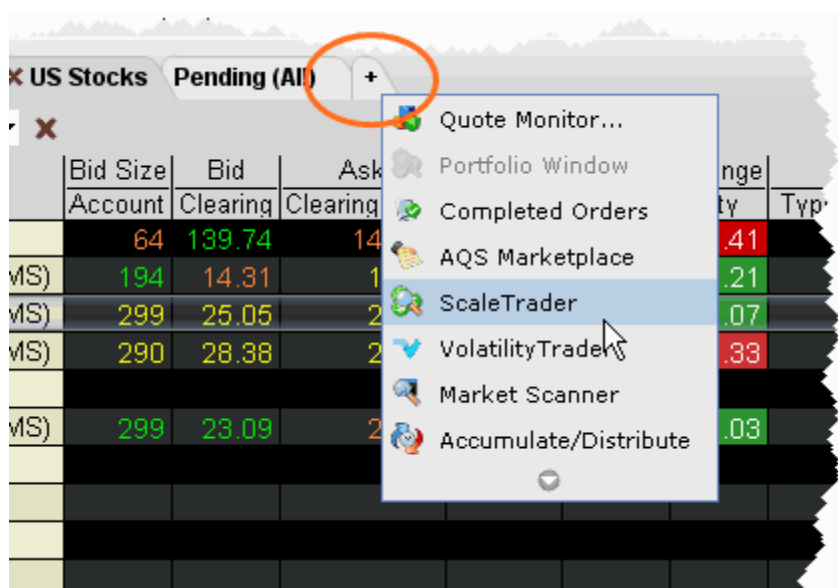 US Stocks Pending (All) +
Quote Monitor...
Portfolio Window
Bid Size Bid Ask nge
Account Clearing Clearing ty Typ
Completed Orders
64 139.74 14 .41
AQS Marketplace
MS) 194 14.31 1 .21
ScaleTrader
MS) 299 25.05 2 .07
VolatilityTrader
MS) 290 28.38 2 .33
Market Scanner
MS) 299 23.09 2 .03
Accumulate/Distribute